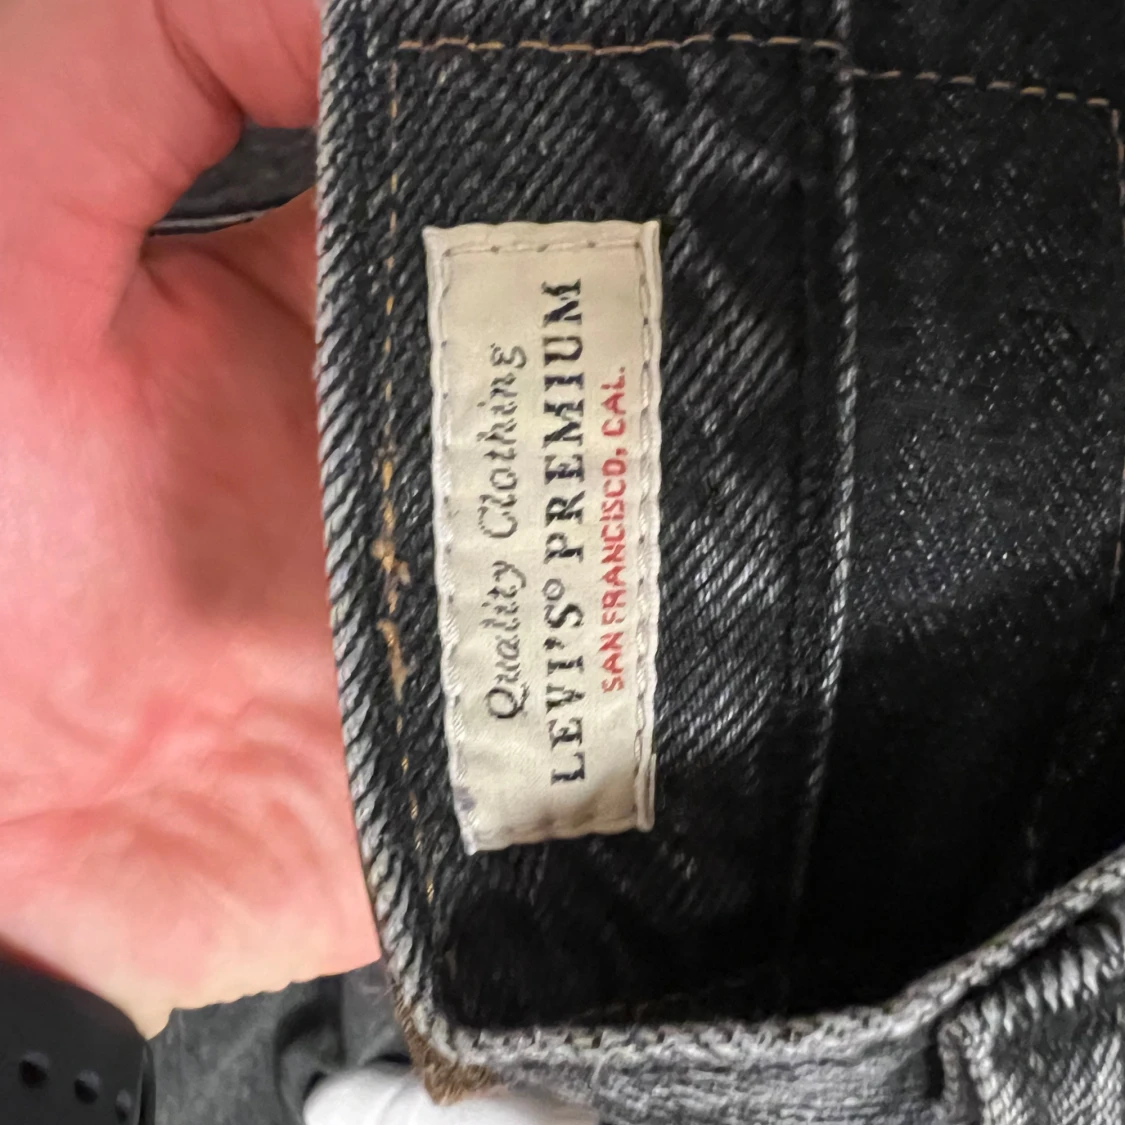 Quality Clothing
LEVI'S® PREMIUM
SAN FRANCISCO, CAL.